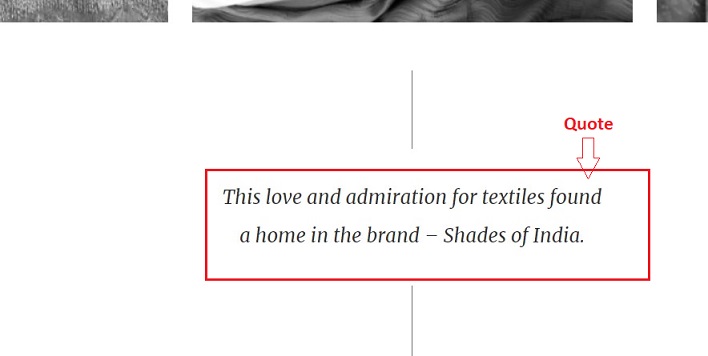 Quote
This love and admiration for textiles found
a home in the brand – Shades of India.